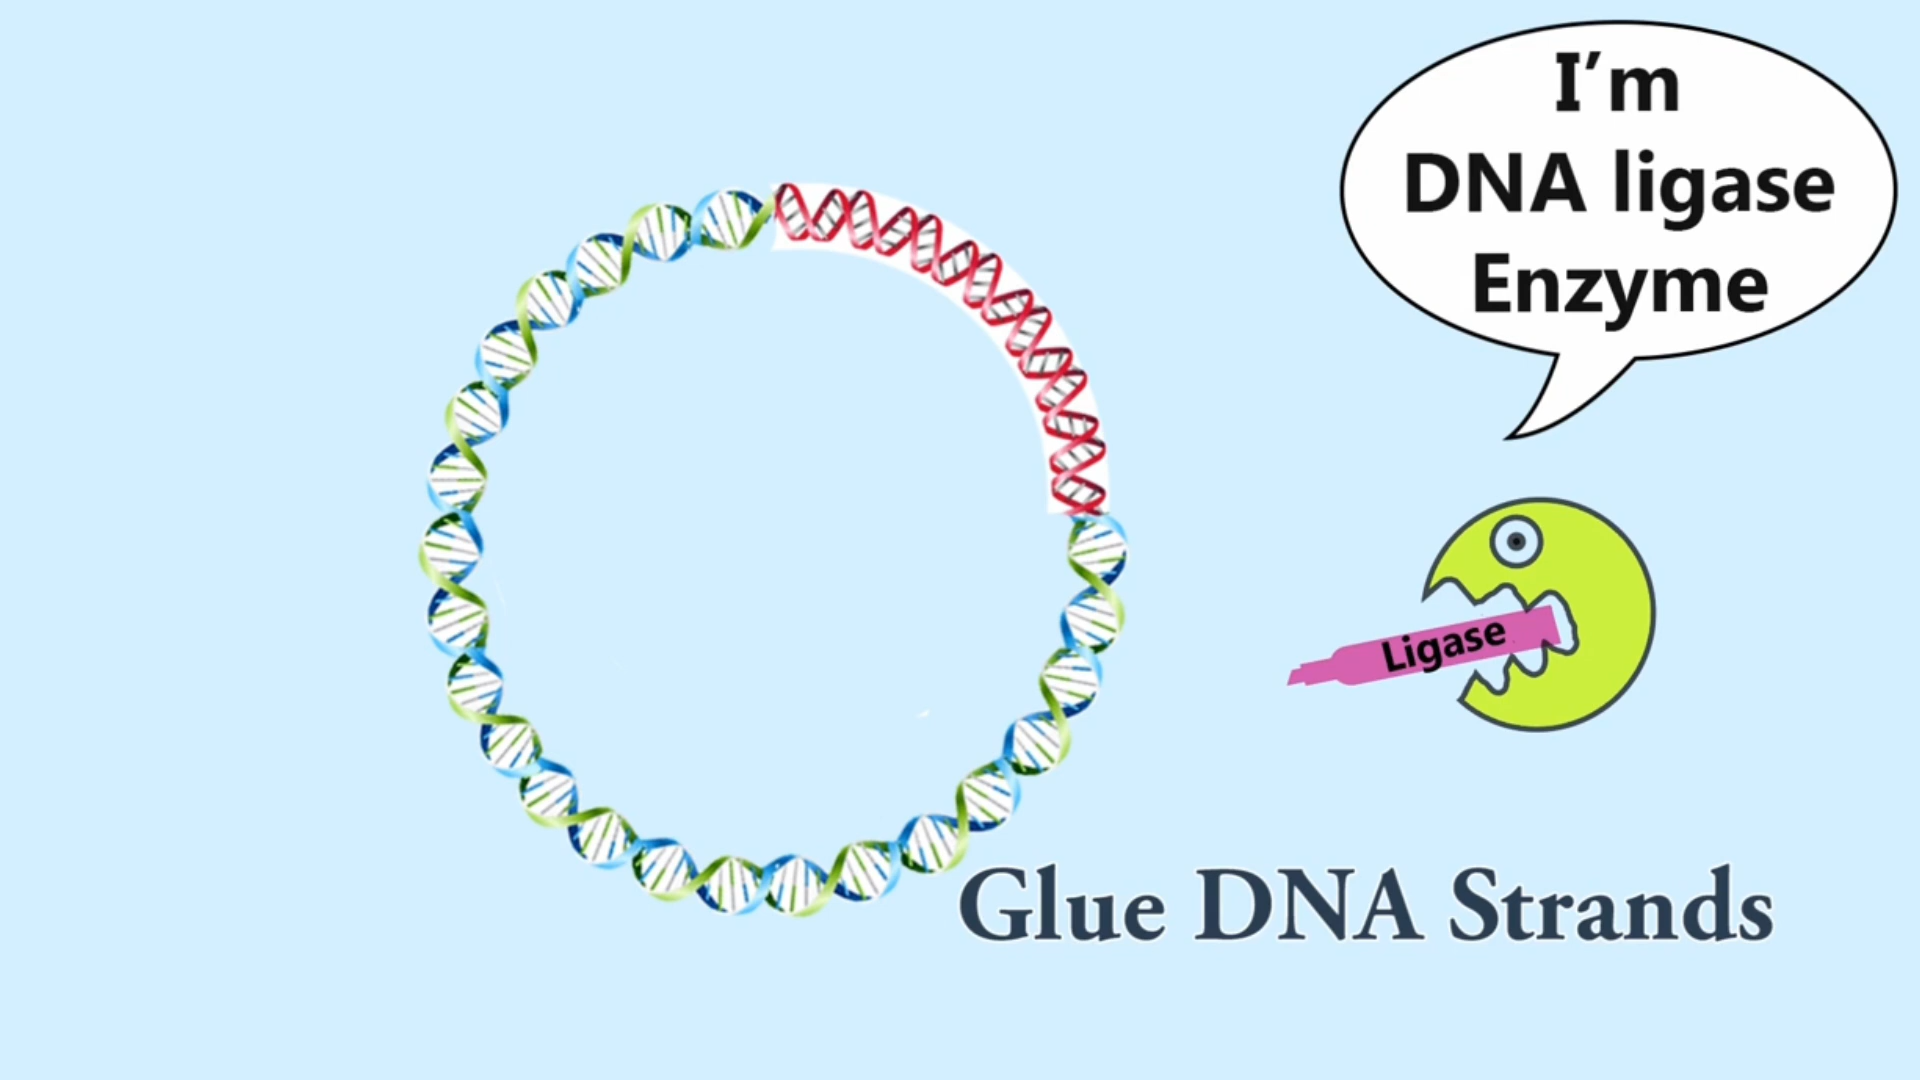 I’m
DNA ligase
Enzyme
Ligase
Glue DNA Strands